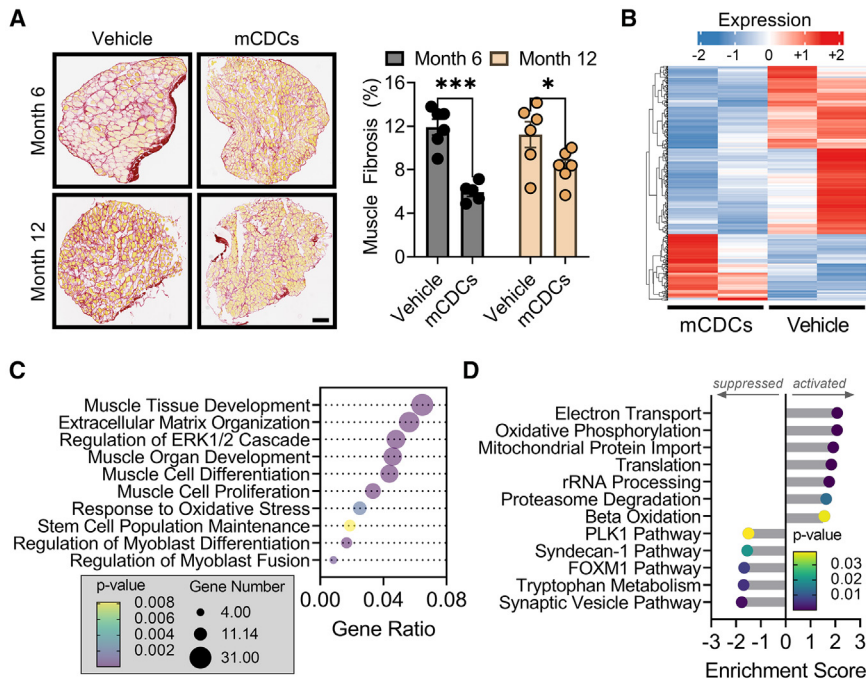 A
Vehicle
mCDCs
Month 6
Month 12
Month 6
Month 12
***
*
Muscle Fibrosis (%)
16
12
8
4
0
Vehicle
mCDCs
Vehicle
mCDCs
B
Expression
-2 -1 0 +1 +2
mCDCs
Vehicle
C
Muscle Tissue Development
Extracellular Matrix Organization
Regulation of ERK1/2 Cascade
Muscle Organ Development
Muscle Cell Differentiation
Muscle Cell Proliferation
Response to Oxidative Stress
Stem Cell Population Maintenance
Regulation of Myoblast Differentiation
Regulation of Myoblast Fusion
0.00 0.04 0.08
Gene Ratio
p-value
0.008
0.006
0.004
0.002
Gene Number
4.00
11.14
31.00
D
suppressed
activated
Electron Transport
Oxidative Phosphorylation
Mitochondrial Protein Import
Translation
rRNA Processing
Proteasome Degradation
Beta Oxidation
PLK1 Pathway
Syndecan-1 Pathway
FOXM1 Pathway
Tryptophan Metabolism
Synaptic Vesicle Pathway
p-value
0.03
0.02
0.01
-3 -2 -1 0 1 2 3
Enrichment Score